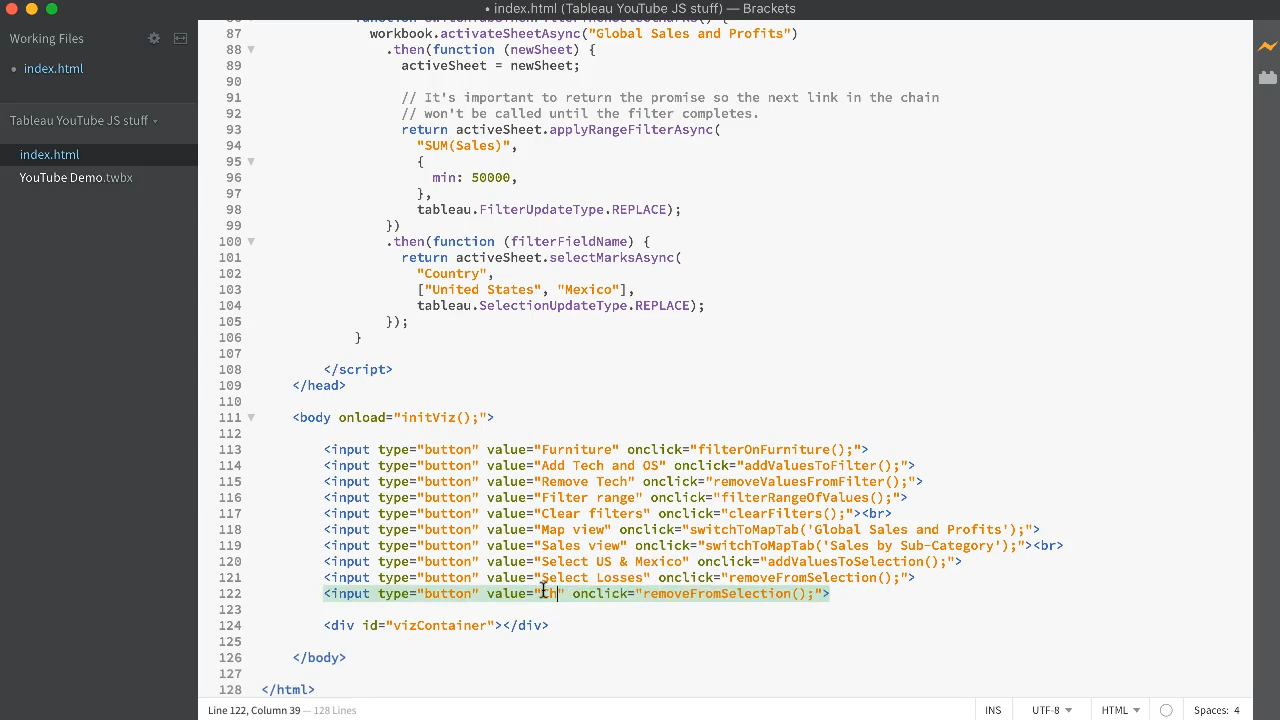 • index.html (Tableau YouTube JS stuff) — Brackets
Working Files
• index.html
Tableau YouTube JS stuff
index.html
YouTube Demo.twbx
87 workbook.activateSheetAsync("Global Sales and Profits")
88 .then(function (newSheet) {
89 activeSheet = newSheet;
90
91 // It's important to return the promise so the next link in the chain
92 // won't be called until the filter completes.
93 return activeSheet.applyRangeFilterAsync(
94 "SUM(Sales)",
95 {
96 min: 50000,
97 },
98 tableau.FilterUpdateType.REPLACE);
99 })
100 .then(function (filterFieldName) {
101 return activeSheet.selectMarksAsync(
102 "Country",
103 ["United States", "Mexico"],
104 tableau.SelectionUpdateType.REPLACE);
105 });
106 }
107
108 </script>
109 </head>
110
111 <body onload="initViz();">
112
113 <input type="button" value="Furniture" onclick="filterOnFurniture();">
114 <input type="button" value="Add Tech and OS" onclick="addValuesToFilter();">
115 <input type="button" value="Remove Tech" onclick="removeValuesFromFilter();">
116 <input type="button" value="Filter range" onclick="filterRangeOfValues();">
117 <input type="button" value="Clear filters" onclick="clearFilters();"><br>
118 <input type="button" value="Map view" onclick="switchToMapTab('Global Sales and Profits');">
119 <input type="button" value="Sales view" onclick="switchToMapTab('Sales by Sub-Category');"><br>
120 <input type="button" value="Select US & Mexico" onclick="addValuesToSelection();">
121 <input type="button" value="Select Losses" onclick="removeFromSelection();">
122 <input type="button" value="Ch" onclick="removeFromSelection();">
123
124 <div id="vizContainer"></div>
125
126 </body>
127
128 </html>
Line 122, Column 39 — 128 Lines
INS UTF-8 HTML Spaces: 4